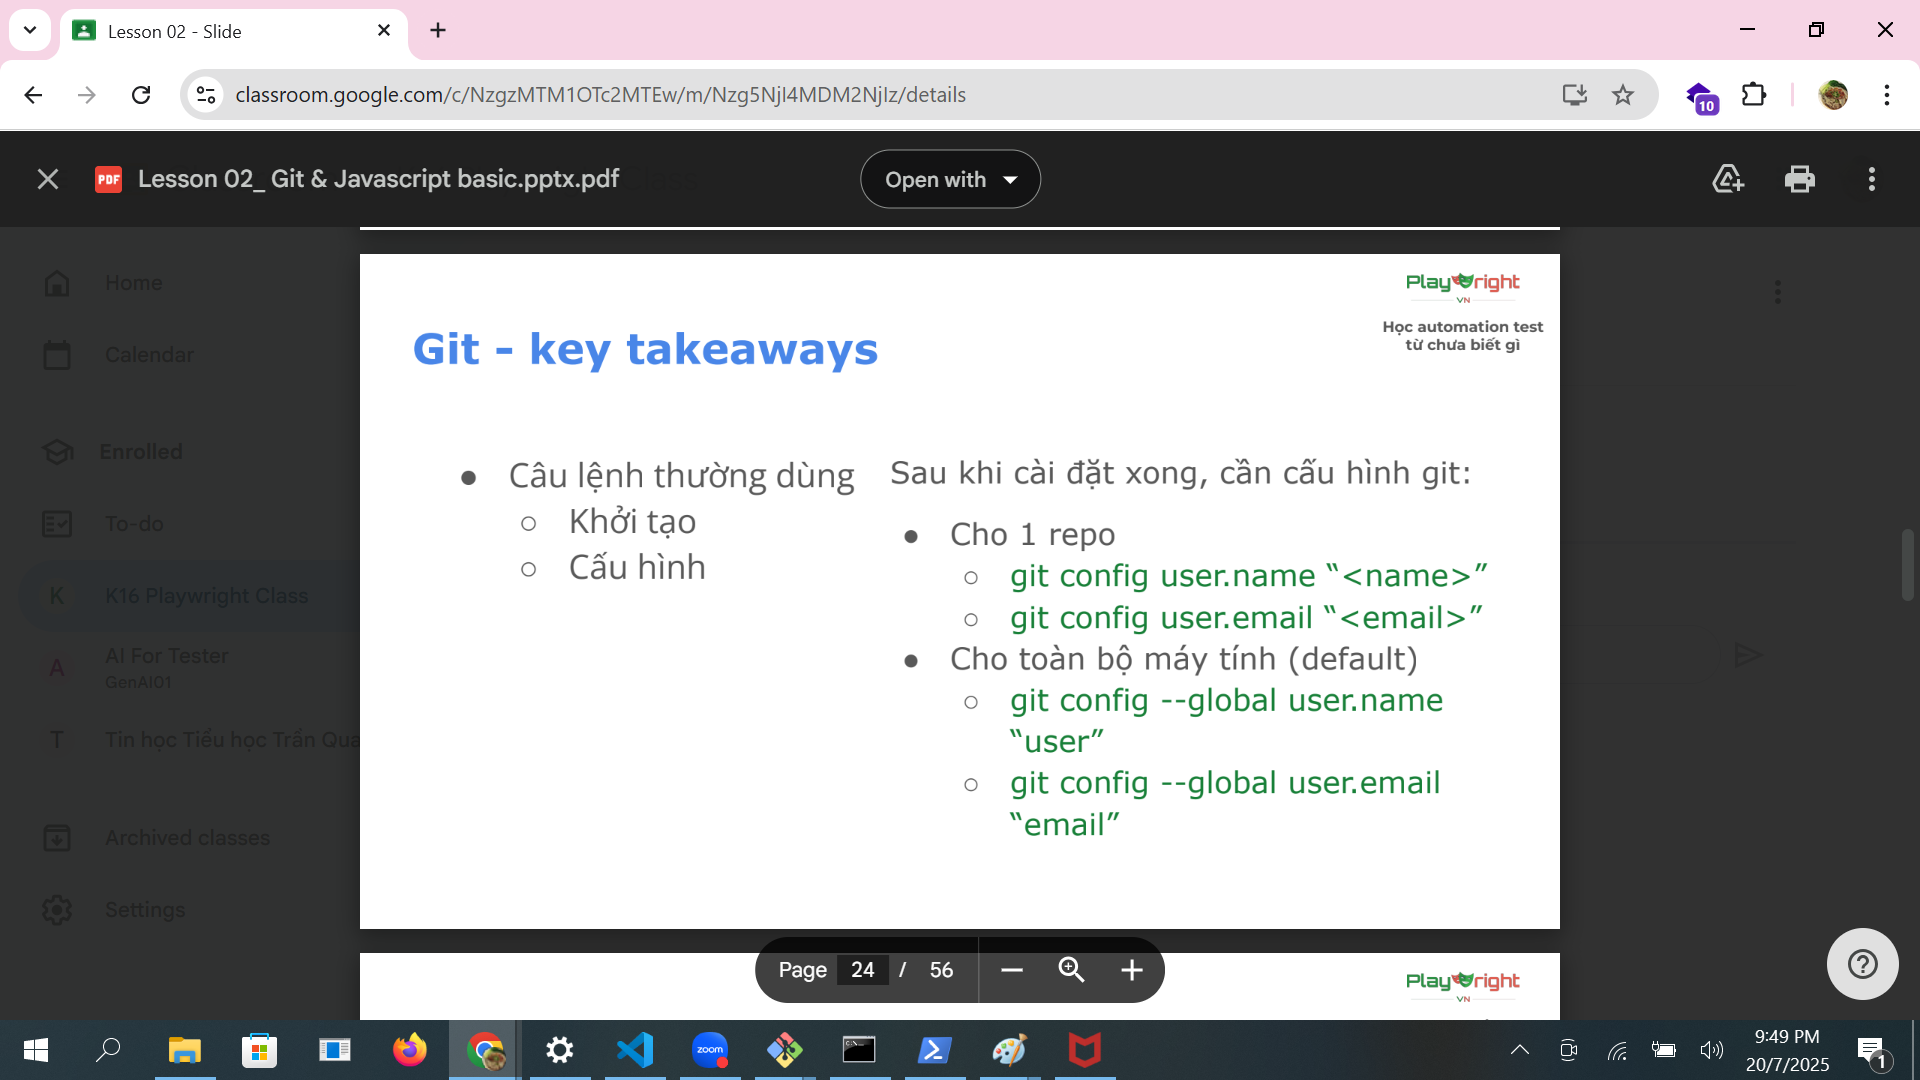 Lesson 02 - Slide
classroom.google.com/c/NzgzMTM1OTc2MTEw/m/Nzg5NjI4MDM2NjIz/details
10
PDF
Lesson 02_ Git & Javascript basic.pptx.pdf
Open with
Home
Calendar
Enrolled
To-do
K
K16 Playwright Class
A
AI For Tester
GenAI01
T
Tin học Tiểu học Trần Qua
Archived classes
Settings
Playwright
VN
Học automation test
từ chưa biết gì
Git - key takeaways
● Câu lệnh thường dùng
○ Khởi tạo
○ Cấu hình
Sau khi cài đặt xong, cần cấu hình git:
● Cho 1 repo
○ git config user.name “<name>”
○ git config user.email “<email>”
● Cho toàn bộ máy tính (default)
○ git config --global user.name
“user”
○ git config --global user.email
“email”
Page 24 / 56
Playwright
VN
zoom
9:49 PM
20/7/2025
1